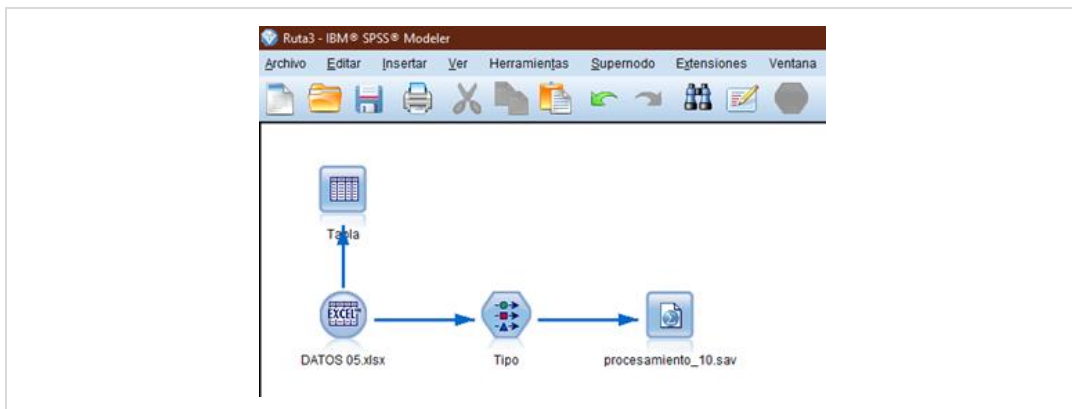 Ruta3 - IBM® SPSS® Modeler
Archivo Editar Insertar Ver Herramientas Supernodo Extensiones Ventana
Tabla
EXCEL
DATOS 05.xlsx Tipo procesamiento_10.sav